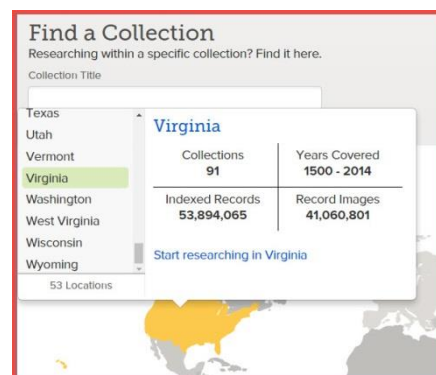 Find a Collection
Researching within a specific collection? Find it here.
Collection Title
Texas
Utah
Vermont
Virginia
Washington
West Virginia
Wisconsin
Wyoming
53 Locations
Virginia
Collections
91
Years Covered
1500 - 2014
Indexed Records
53,894,065
Record Images
41,060,801
Start researching in Virginia